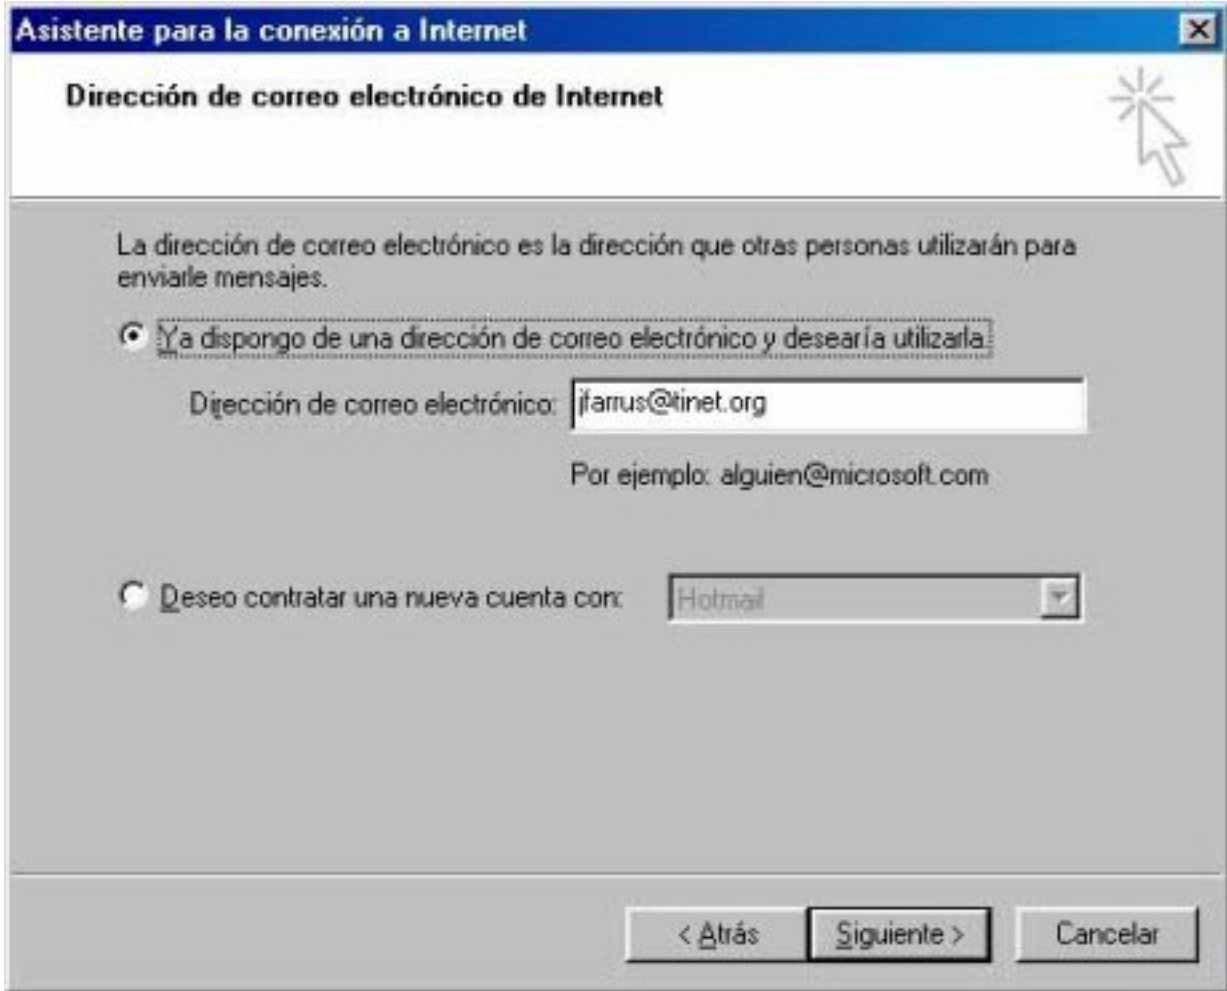 Asistente para la conexión a Internet
Dirección de correo electrónico de Internet
La dirección de correo electrónico es la dirección que otras personas utilizarán para
enviarle mensajes.
Ya dispongo de una dirección de correo electrónico y desearía utilizarla.
Dirección de correo electrónico: jfarrus@tinet.org
Por ejemplo: alguien@microsoft.com
Deseo contratar una nueva cuenta con: Hotmail
< Atrás Siguiente > Cancelar